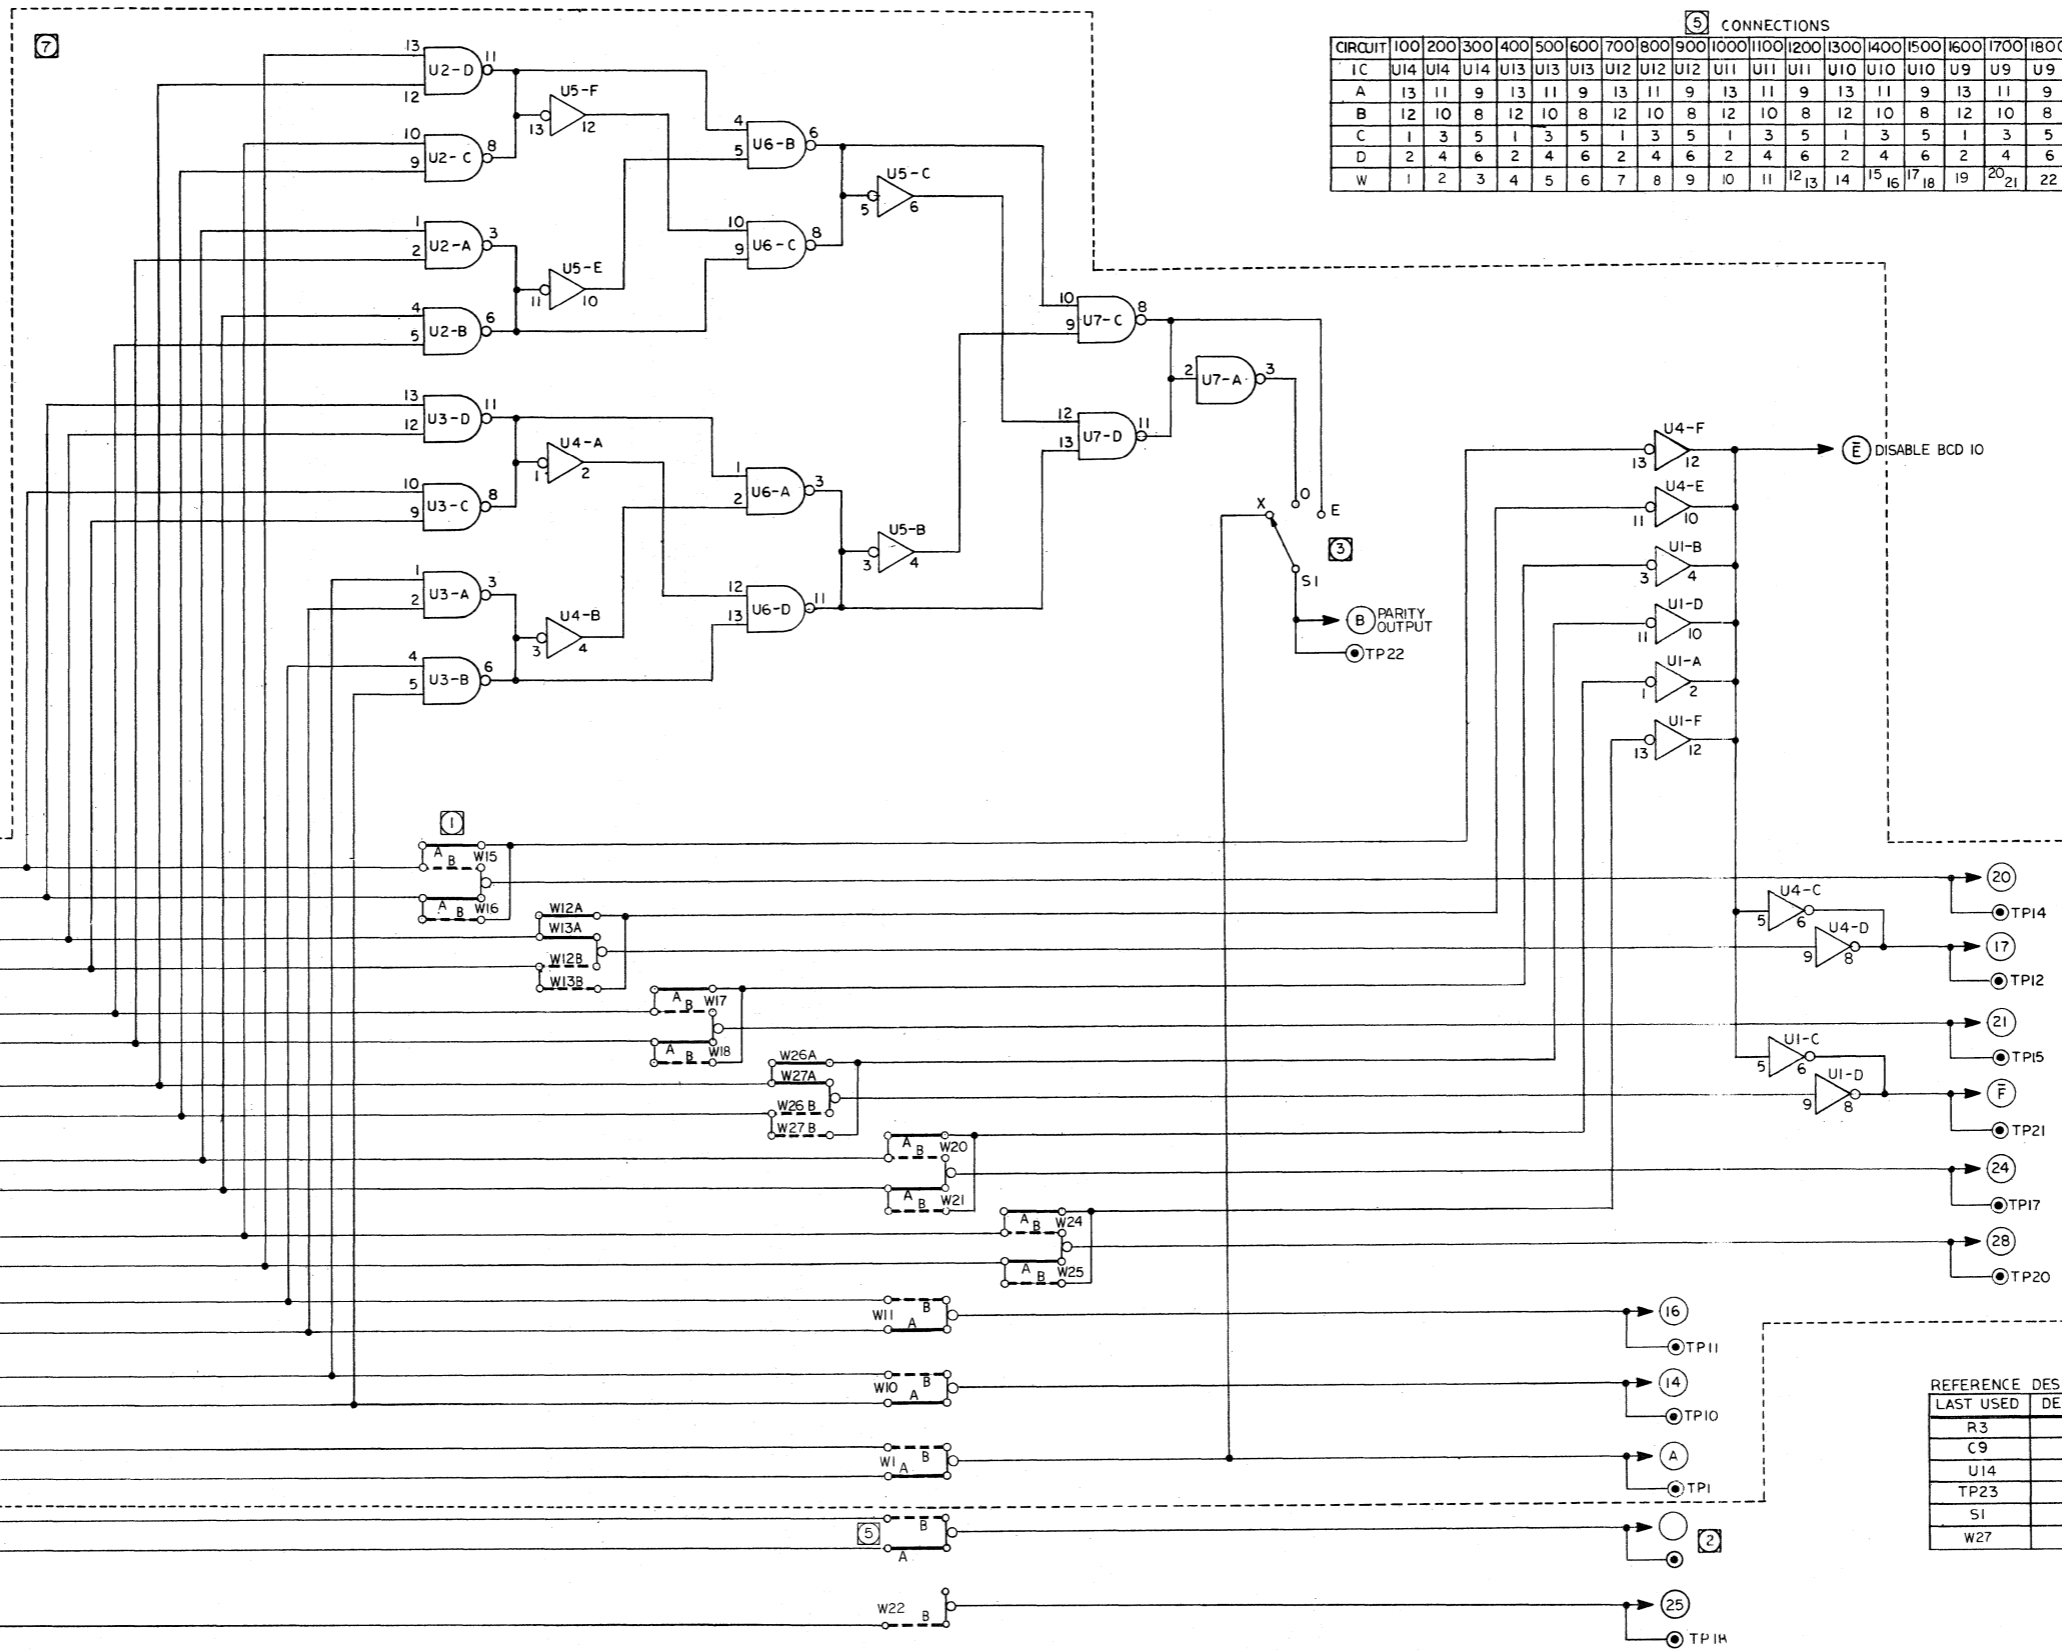 7
5 CONNECTIONS
CIRCUIT 100 200 300 400 500 600 700 800 900 1000 1100 1200 1300 1400 1500 1600 1700 1800
IC U14 U14 U14 U13 U13 U13 U12 U12 U12 U11 U11 U11 U10 U10 U10 U9 U9 U9
A 13 11 9 13 11 9 13 11 9 13 11 9 13 11 9 13 11 9
B 12 10 8 12 10 8 12 10 8 12 10 8 12 10 8 12 10 8
C 1 3 5 1 3 5 1 3 5 1 3 5 1 3 5 1 3 5
D 2 4 6 2 4 6 2 4 6 2 4 6 2 4 6 2 4 6
W 1 2 3 4 5 6 7 8 9 10 11 12 13 14 15 16 17 18 19 20 21 22
13 12 U2-D 11
13 U5-F 12
10 9 U2-C 8
1 2 U2-A 3
11 U5-E 10
4 5 U2-B 6
4 5 U6-B 6
5 U5-C 6
10 9 U6-C 8
13 12 U3-D 11
1 U4-A 2
10 9 U3-C 8
1 2 U3-A 3
3 U4-B 4
4 5 U3-B 6
1 2 U6-A 3
3 U5-B 4
12 13 U6-D 11
10 9 U7-C 8
2 U7-A 3
12 13 U7-D 11
X O E
3
S1
B PARITY
OUTPUT
TP22
13 U4-F 12
Ē DISABLE BCD 10
11 U4-E 10
3 U1-B 4
11 U1-D 10
1 U1-A 2
13 U1-F 12
1
A B W15
A B W16
20
TP14
5 U4-C 6
9 U4-D 8
W12A
W13A
W12B
W13B
17
TP12
A B W17
A B W18
21
TP15
5 U1-C 6
9 U1-D 8
W26A
W27A
W26B
W27B
F̄
TP21
A B W20
A B W21
24
TP17
A B W24
A B W25
28
TP20
W11 B A
16
TP11
W10 B A
14
TP10
W1 B A
A
TP1
5 B A
2
W22 B
25
TP18
REFERENCE DES
LAST USED DE
R3
C9
U14
TP23
S1
W27